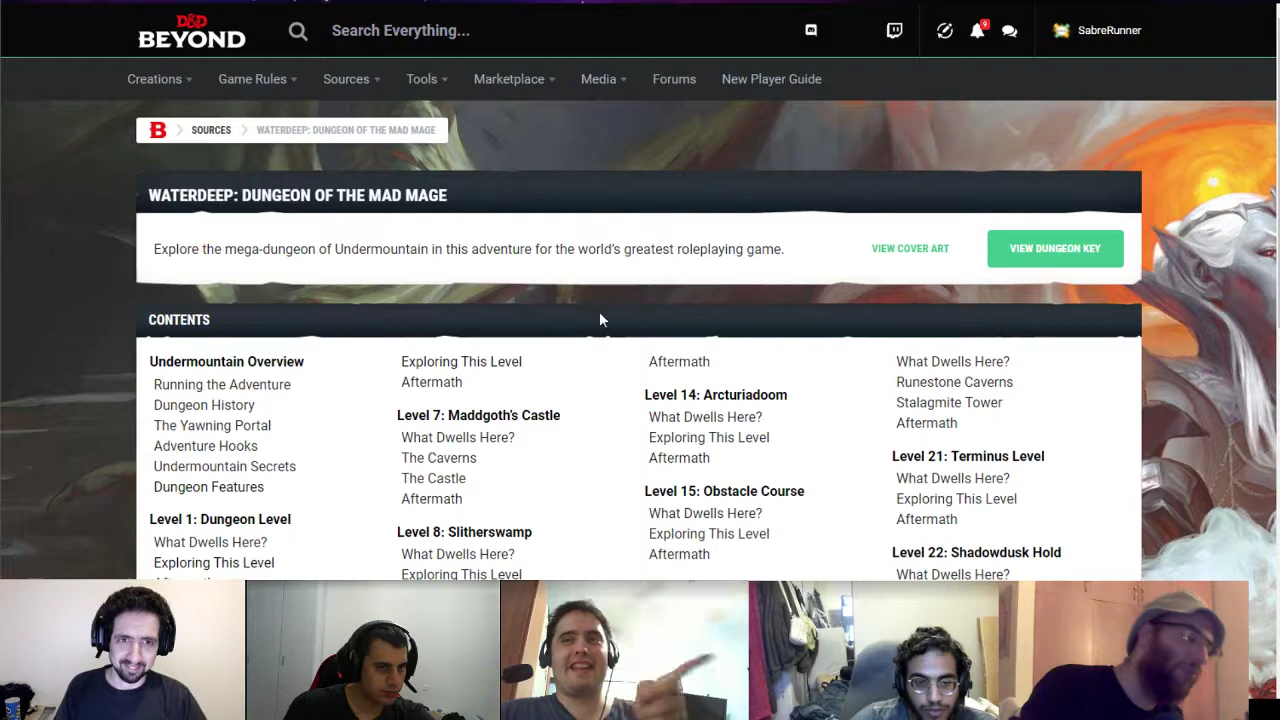 D&D
BEYOND
Search Everything...
9
SabreRunner
Creations
Game Rules
Sources
Tools
Marketplace
Media
Forums
New Player Guide
B
SOURCES
WATERDEEP: DUNGEON OF THE MAD MAGE
WATERDEEP: DUNGEON OF THE MAD MAGE
Explore the mega-dungeon of Undermountain in this adventure for the world's greatest roleplaying game.
VIEW COVER ART
VIEW DUNGEON KEY
CONTENTS
Undermountain Overview
Running the Adventure
Dungeon History
The Yawning Portal
Adventure Hooks
Undermountain Secrets
Dungeon Features
Level 1: Dungeon Level
What Dwells Here?
Exploring This Level
Exploring This Level
Aftermath
Level 7: Maddgoth's Castle
What Dwells Here?
The Caverns
The Castle
Aftermath
Level 8: Slitherswamp
What Dwells Here?
Exploring This Level
Aftermath
Level 14: Arcturiadoom
What Dwells Here?
Exploring This Level
Aftermath
Level 15: Obstacle Course
What Dwells Here?
Exploring This Level
Aftermath
What Dwells Here?
Runestone Caverns
Stalagmite Tower
Aftermath
Level 21: Terminus Level
What Dwells Here?
Exploring This Level
Aftermath
Level 22: Shadowdusk Hold
What Dwells Here?